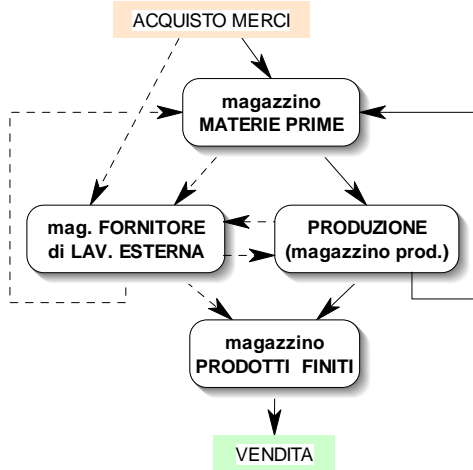 ACQUISTO MERCI
magazzino
MATERIE PRIME
mag. FORNITORE
di LAV. ESTERNA
PRODUZIONE
(magazzino prod.)
magazzino
PRODOTTI FINITI
VENDITA